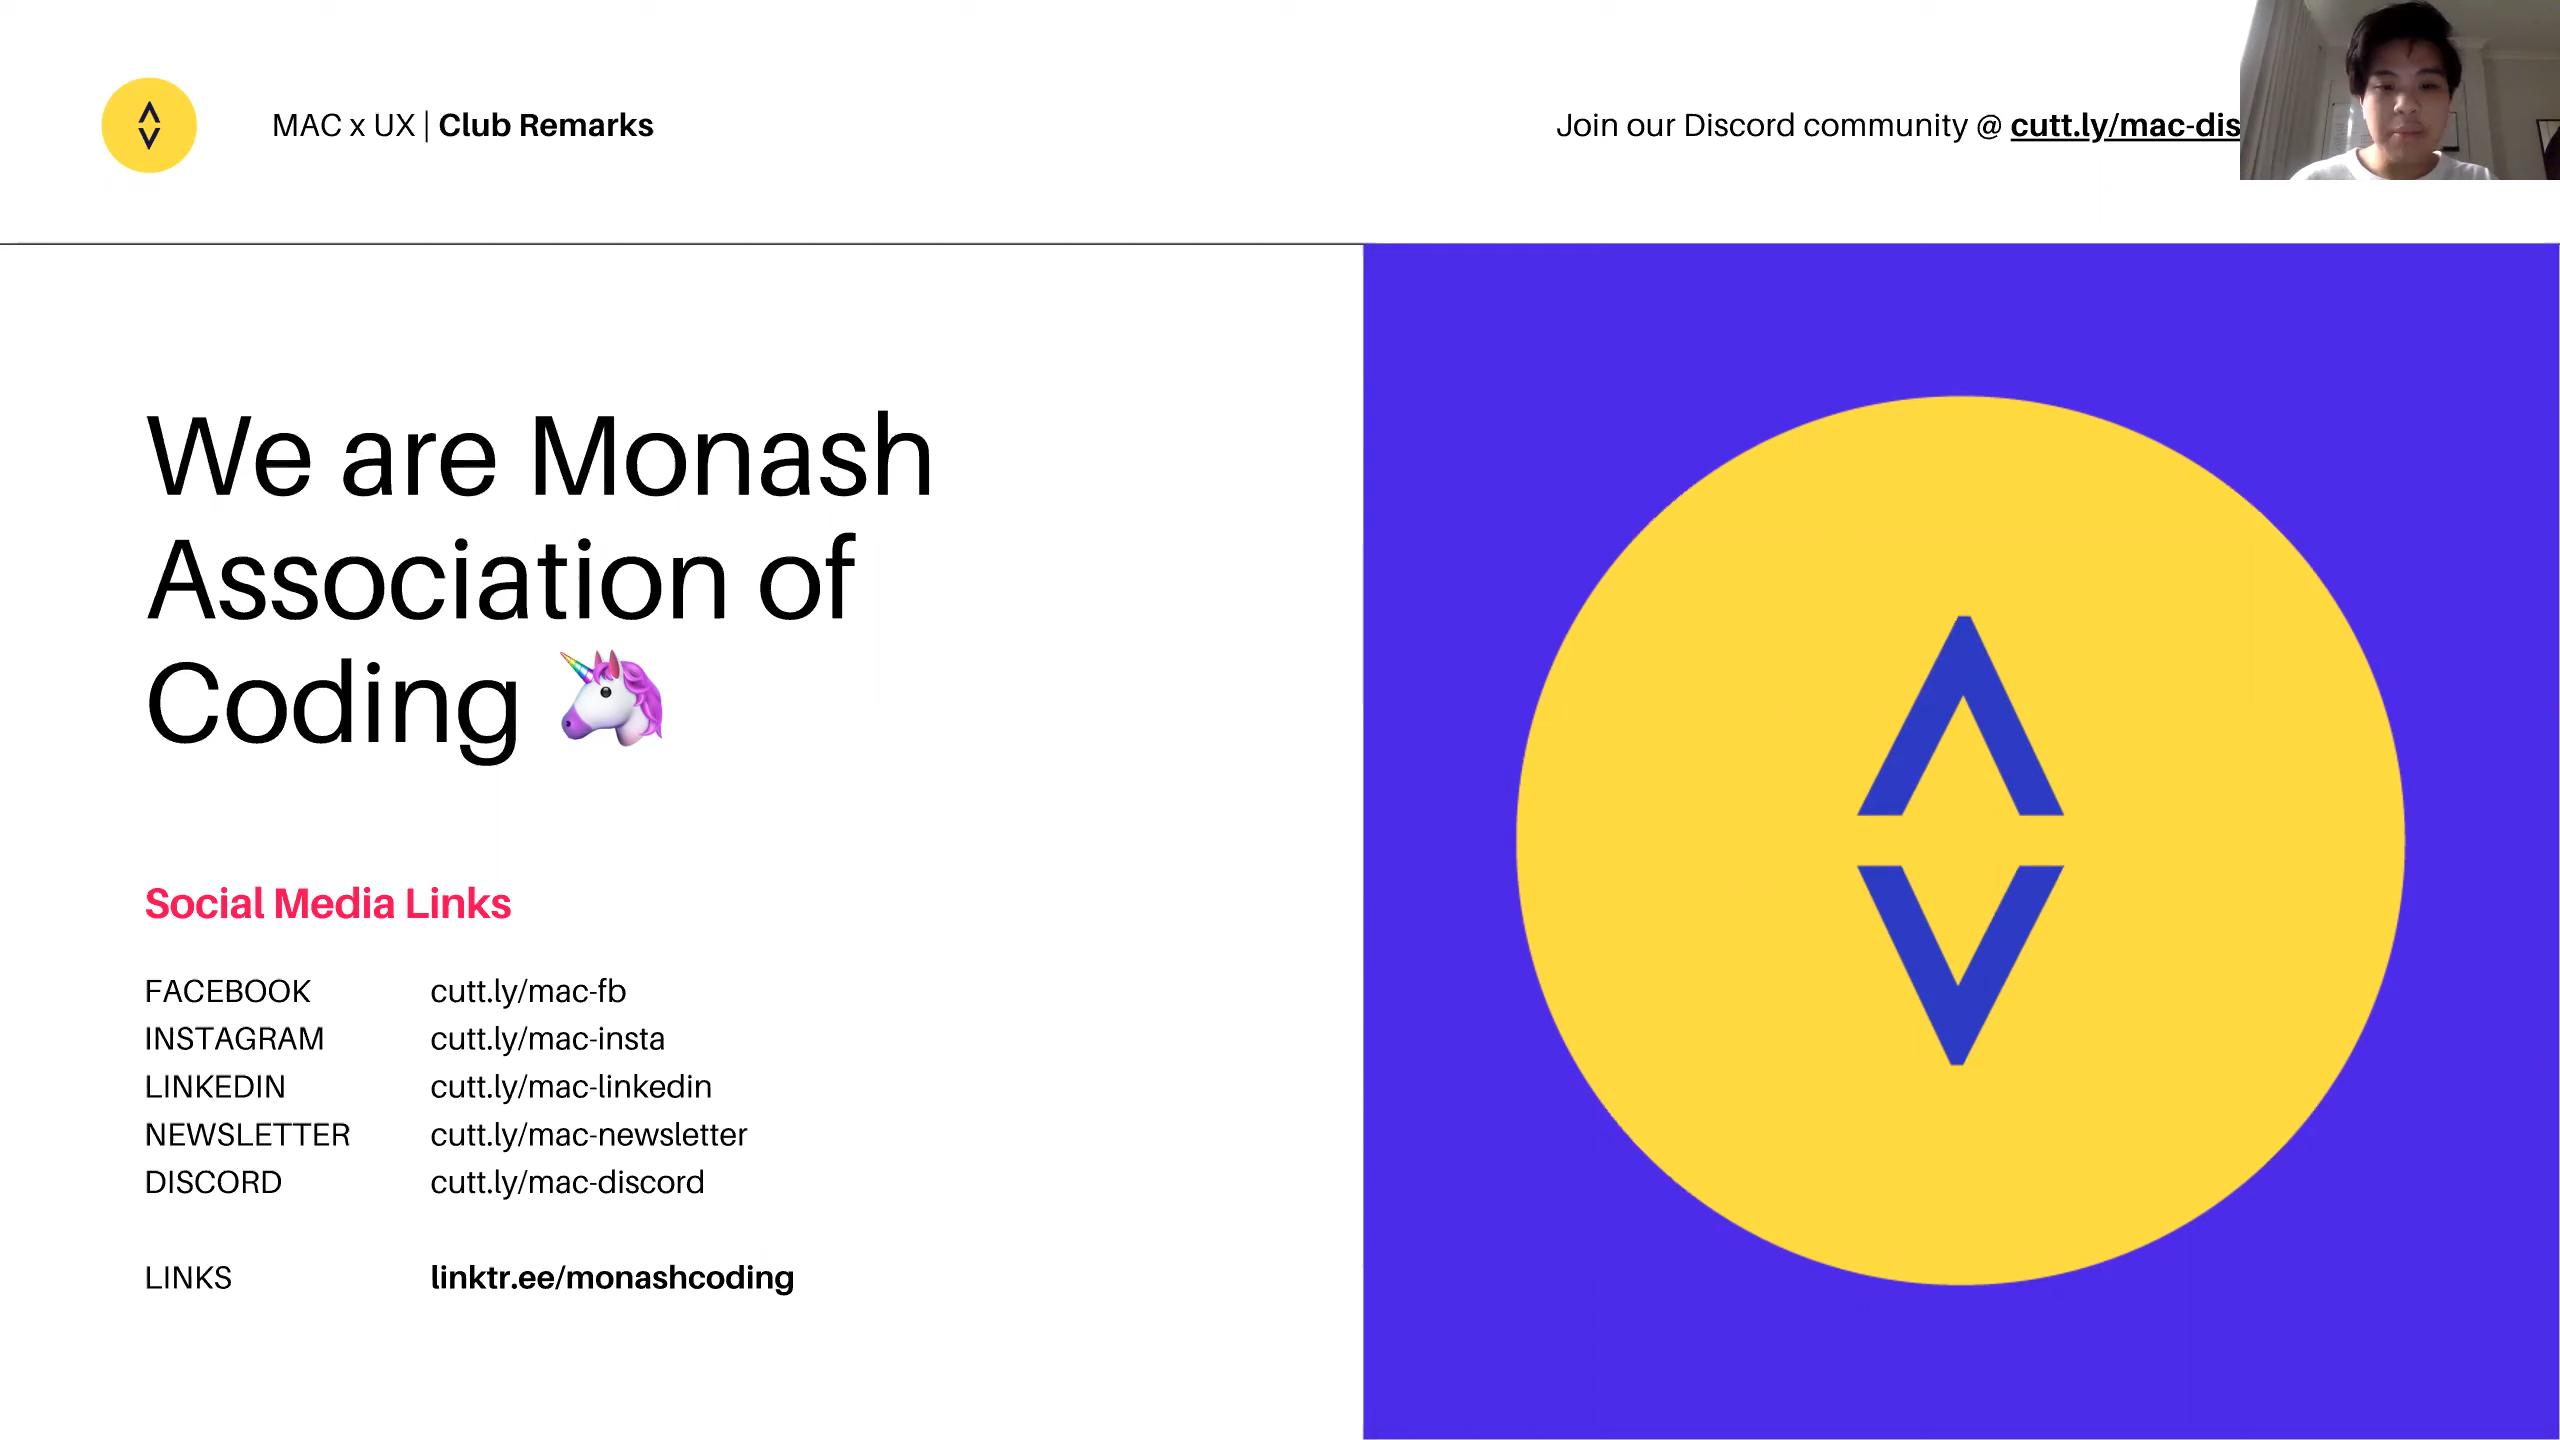 MAC x UX | Club Remarks
Join our Discord community @ cutt.ly/mac-dis
We are Monash
Association of
Coding 🦄
Social Media Links
FACEBOOK cutt.ly/mac-fb
INSTAGRAM cutt.ly/mac-insta
LINKEDIN cutt.ly/mac-linkedin
NEWSLETTER cutt.ly/mac-newsletter
DISCORD cutt.ly/mac-discord
LINKS linktr.ee/monashcoding